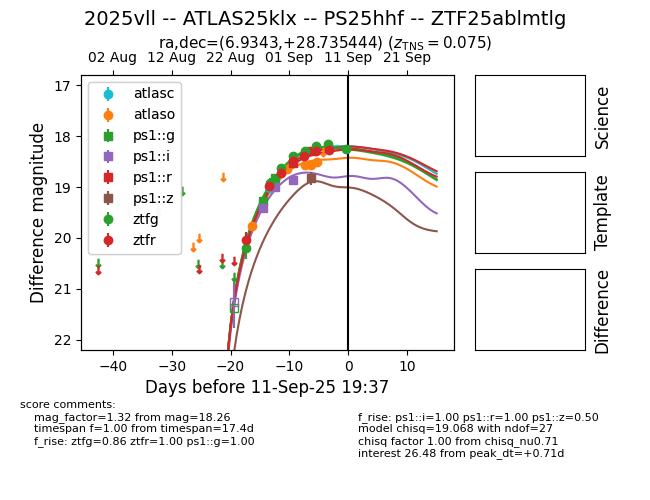 2025vll -- ATLAS25klx -- PS25hhf -- ZTF25ablmtlg
ra,dec=(6.9343,+28.735444) (z_TNS = 0.075)
02 Aug 12 Aug 22 Aug 01 Sep 11 Sep 21 Sep
17
18
19
20
21
22
Difference magnitude
atlasc
atlaso
ps1::g
ps1::i
ps1::r
ps1::z
ztfg
ztfr
−40 −30 −20 −10 0 10
Days before 11-Sep-25 19:37
Science
Template
Difference
score comments:
mag_factor=1.32 from mag=18.26
timespan f=1.00 from timespan=17.4d
f_rise: ztfg=0.86 ztfr=1.00 ps1::g=1.00
f_rise: ps1::i=1.00 ps1::r=1.00 ps1::z=0.50
model chisq=19.068 with ndof=27
chisq factor 1.00 from chisq_nu0.71
interest 26.48 from peak_dt=+0.71d